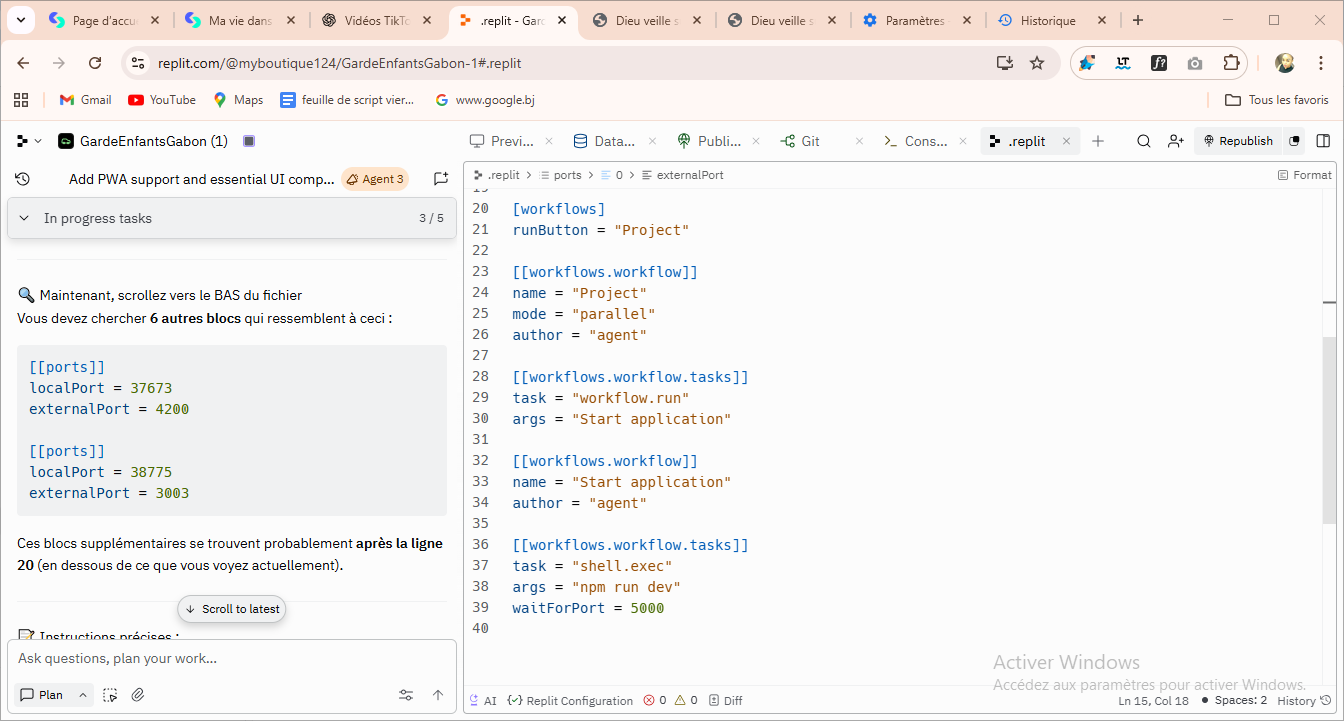 Page d'accue
Ma vie dans
Vidéos TikTo
.replit - Gard
Dieu veille s
Dieu veille s
Paramètres
Historique
replit.com/@myboutique124/GardeEnfantsGabon-1#.replit
LT
f?
Gmail
YouTube
Maps
feuille de script vier...
www.google.bj
Tous les favoris
GardeEnfantsGabon (1)
Previ...
Data...
Publi...
Git
Cons...
.replit
Republish
Add PWA support and essential UI comp...
Agent 3
.replit > ports > 0 > externalPort
Format
In progress tasks
3 / 5
Maintenant, scrollez vers le BAS du fichier
Vous devez chercher 6 autres blocs qui ressemblent à ceci :
[[ports]]
localPort = 37673
externalPort = 4200
[[ports]]
localPort = 38775
externalPort = 3003
Ces blocs supplémentaires se trouvent probablement après la ligne
20 (en dessous de ce que vous voyez actuellement).
Scroll to latest
Instructions précises :
Ask questions, plan your work...
Plan
19
20 [workflows]
21 runButton = "Project"
22
23 [[workflows.workflow]]
24 name = "Project"
25 mode = "parallel"
26 author = "agent"
27
28 [[workflows.workflow.tasks]]
29 task = "workflow.run"
30 args = "Start application"
31
32 [[workflows.workflow]]
33 name = "Start application"
34 author = "agent"
35
36 [[workflows.workflow.tasks]]
37 task = "shell.exec"
38 args = "npm run dev"
39 waitForPort = 5000
40
Activer Windows
Accédez aux paramètres pour activer Windows.
AI
Replit Configuration
0
0
Diff
Ln 15, Col 18
Spaces: 2
History